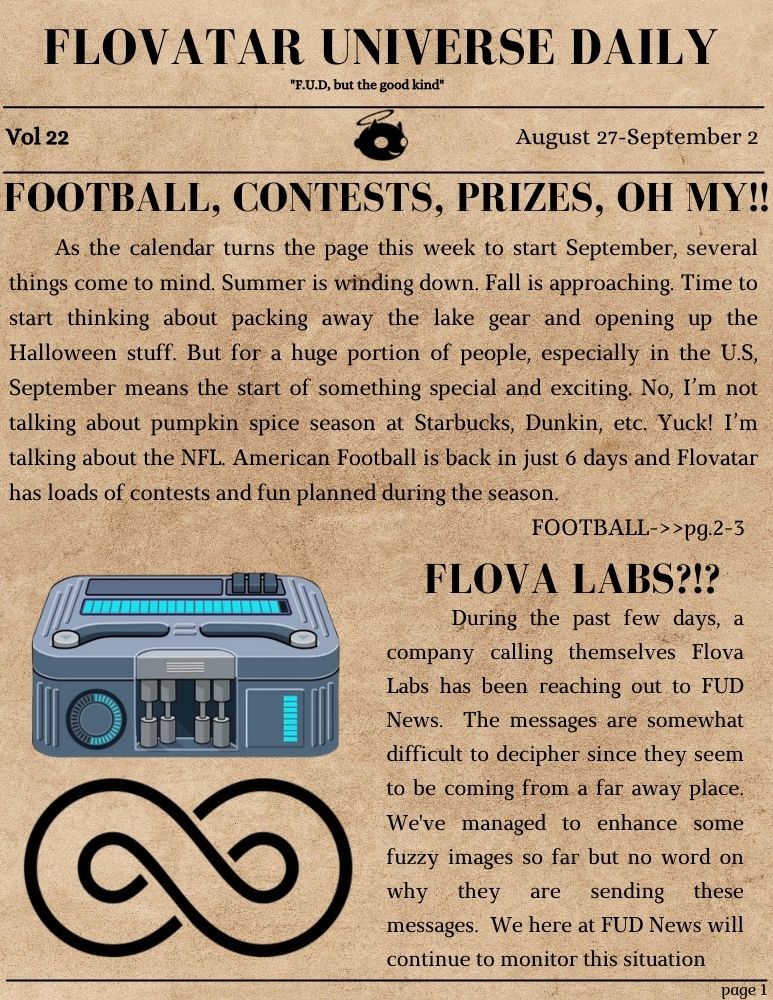 FLOVATAR UNIVERSE DAILY
"F.U.D, but the good kind"
Vol 22
August 27-September 2
FOOTBALL, CONTESTS, PRIZES, OH MY!!
As the calendar turns the page this week to start September, several
things come to mind. Summer is winding down. Fall is approaching. Time to
start thinking about packing away the lake gear and opening up the
Halloween stuff. But for a huge portion of people, especially in the U.S,
September means the start of something special and exciting. No, I'm not
talking about pumpkin spice season at Starbucks, Dunkin, etc. Yuck! I'm
talking about the NFL. American Football is back in just 6 days and Flovatar
has loads of contests and fun planned during the season.
FOOTBALL->>pg.2-3
FLOVA LABS?!?
During the past few days, a
company calling themselves Flova
Labs has been reaching out to FUD
News. The messages are somewhat
difficult to decipher since they seem
to be coming from a far away place.
We've managed to enhance some
fuzzy images so far but no word on
why they are sending these
messages. We here at FUD News will
continue to monitor this situation
page 1